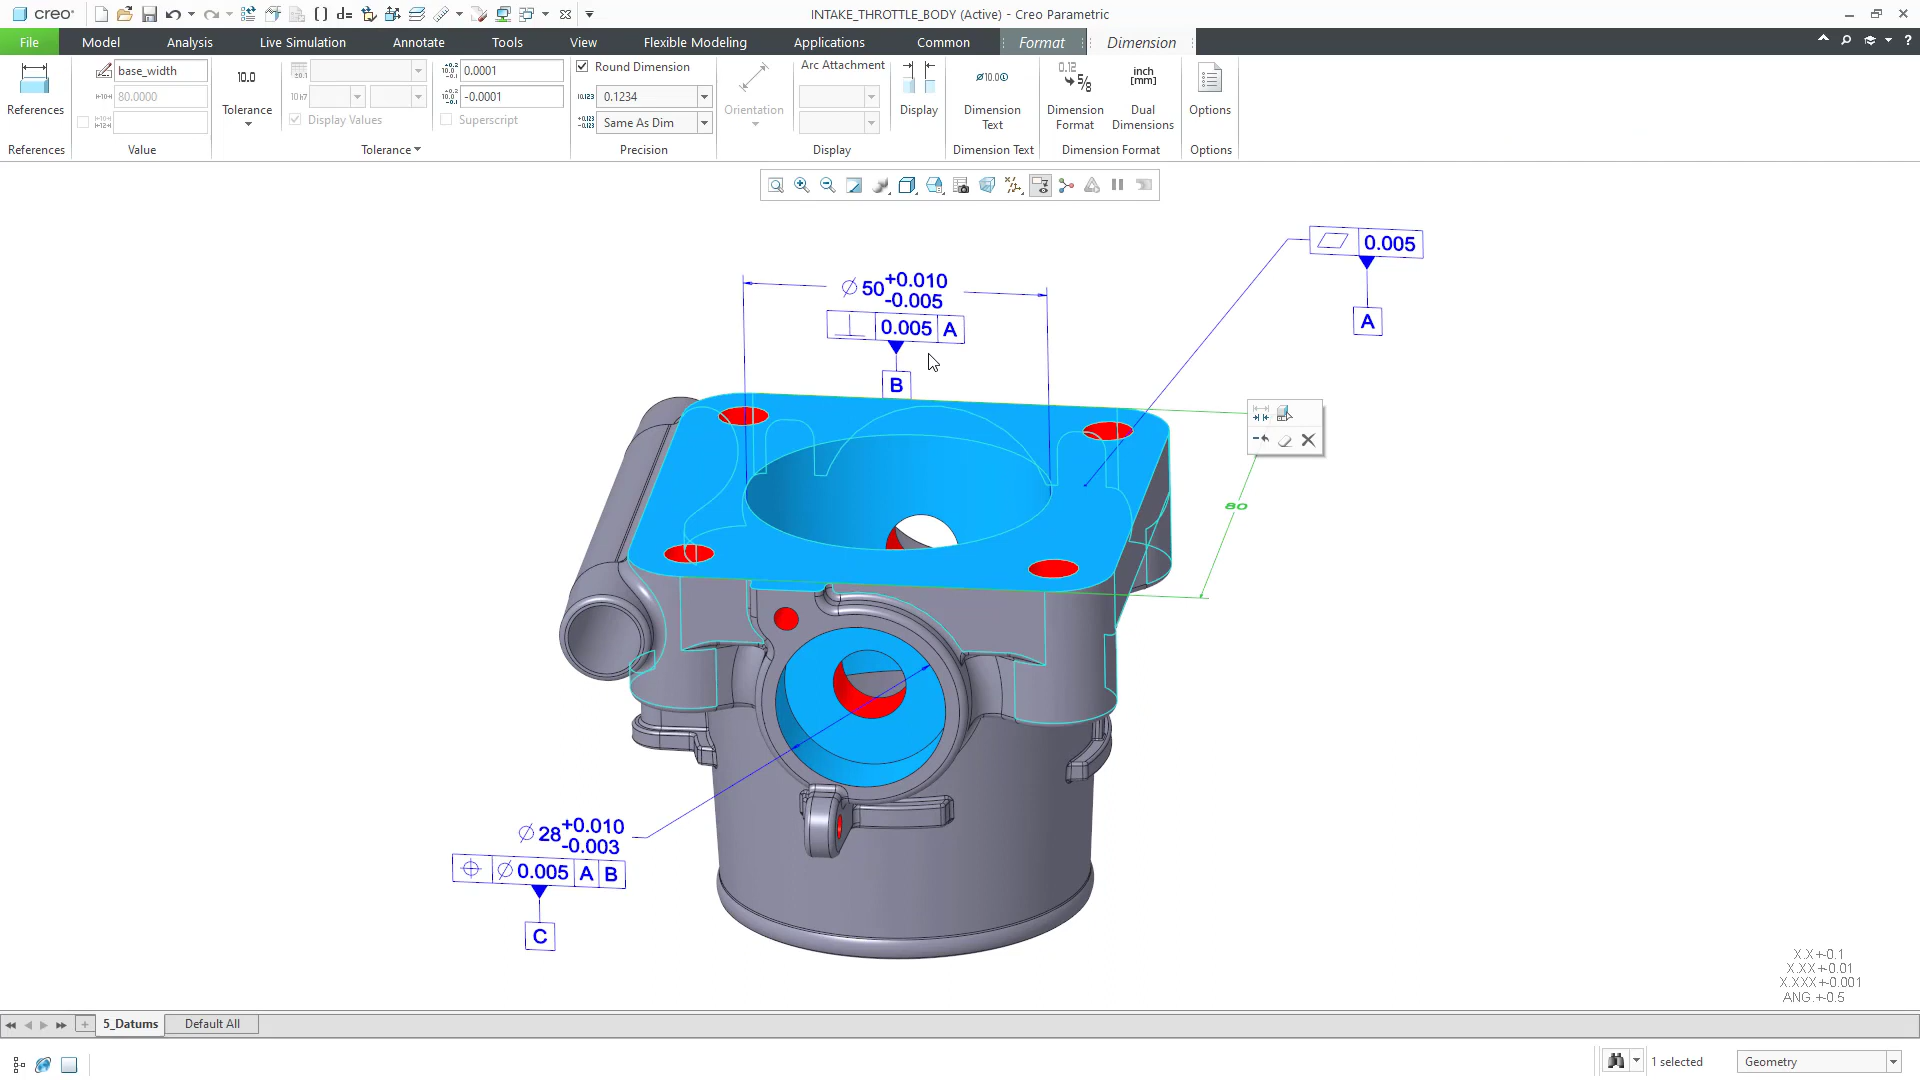 creo
INTAKE_THROTTLE_BODY (Active) - Creo Parametric
File Model Analysis Live Simulation Annotate Tools View Flexible Modeling Applications Common Format Dimension
References
References
base_width
80.0000
Value
10.0
Tolerance
Display Values
0.0001
-0.0001
Superscript
Tolerance
Round Dimension
0.1234
Same As Dim
Precision
Orientation
Arc Attachment
Display
Display
Ø10.0
Dimension
Text
Dimension Text
Dimension
Format
inch
[mm]
Dual
Dimensions
Dimension Format
Options
Options
∅ 50 +0.010
-0.005
⊥ 0.005 A
B
▱ 0.005
A
80
∅ 28 +0.010
-0.003
⌖ ∅ 0.005 A B
C
X.X+-0.1
X.XX+-0.01
X.XXX+-0.001
ANG.+-0.5
5_Datums Default All
1 selected Geometry